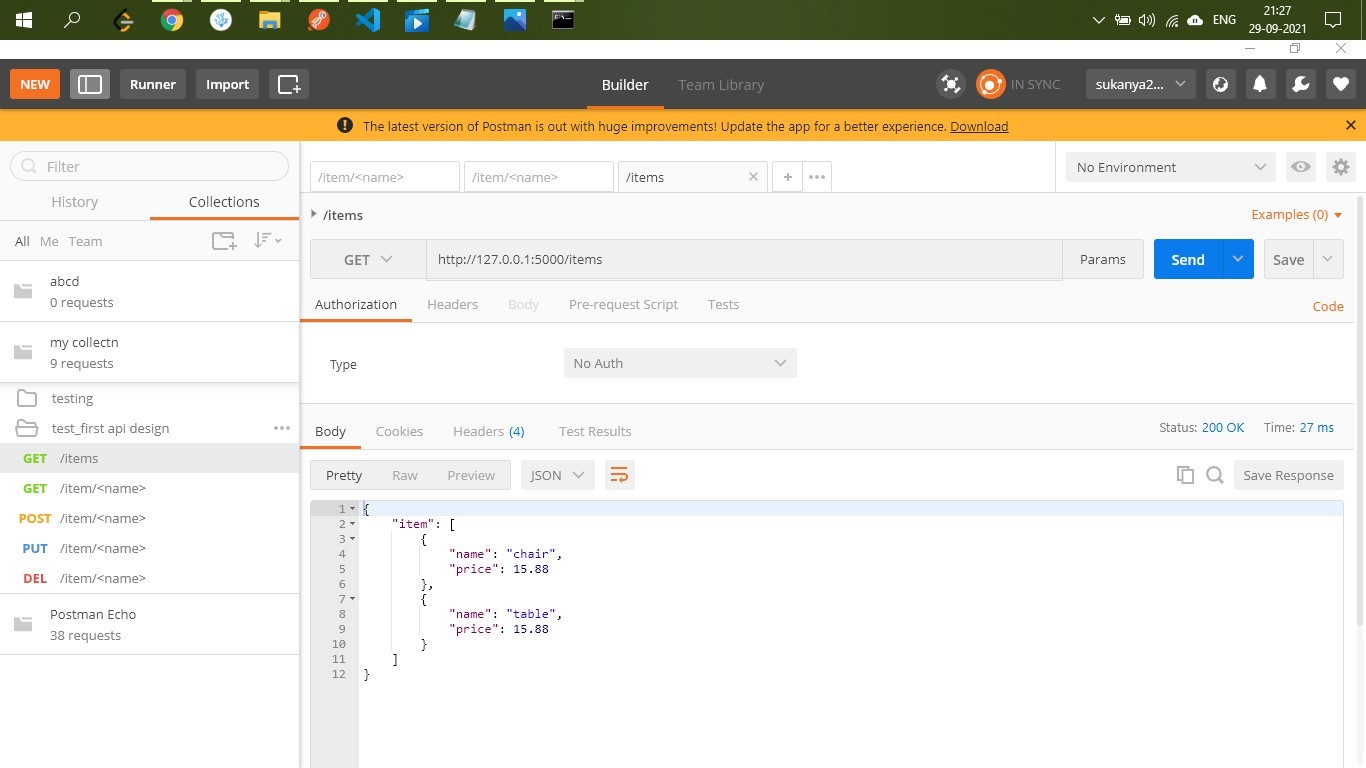 ENG
21:27
29-09-2021
NEW
Runner
Import
Builder
Team Library
IN SYNC
sukanya2...
The latest version of Postman is out with huge improvements! Update the app for a better experience. Download
Filter
History
Collections
All Me Team
abcd
0 requests
my collectn
9 requests
testing
test_first api design
GET /items
GET /item/<name>
POST /item/<name>
PUT /item/<name>
DEL /item/<name>
Postman Echo
38 requests
/item/<name>
/item/<name>
/items
No Environment
/items
Examples (0)
GET
http://127.0.0.1:5000/items
Params
Send
Save
Authorization
Headers
Body
Pre-request Script
Tests
Code
Type
No Auth
Body
Cookies
Headers (4)
Test Results
Status: 200 OK
Time: 27 ms
Pretty
Raw
Preview
JSON
Save Response
1 {
2 "item": [
3 {
4 "name": "chair",
5 "price": 15.88
6 },
7 {
8 "name": "table",
9 "price": 15.88
10 }
11 ]
12 }